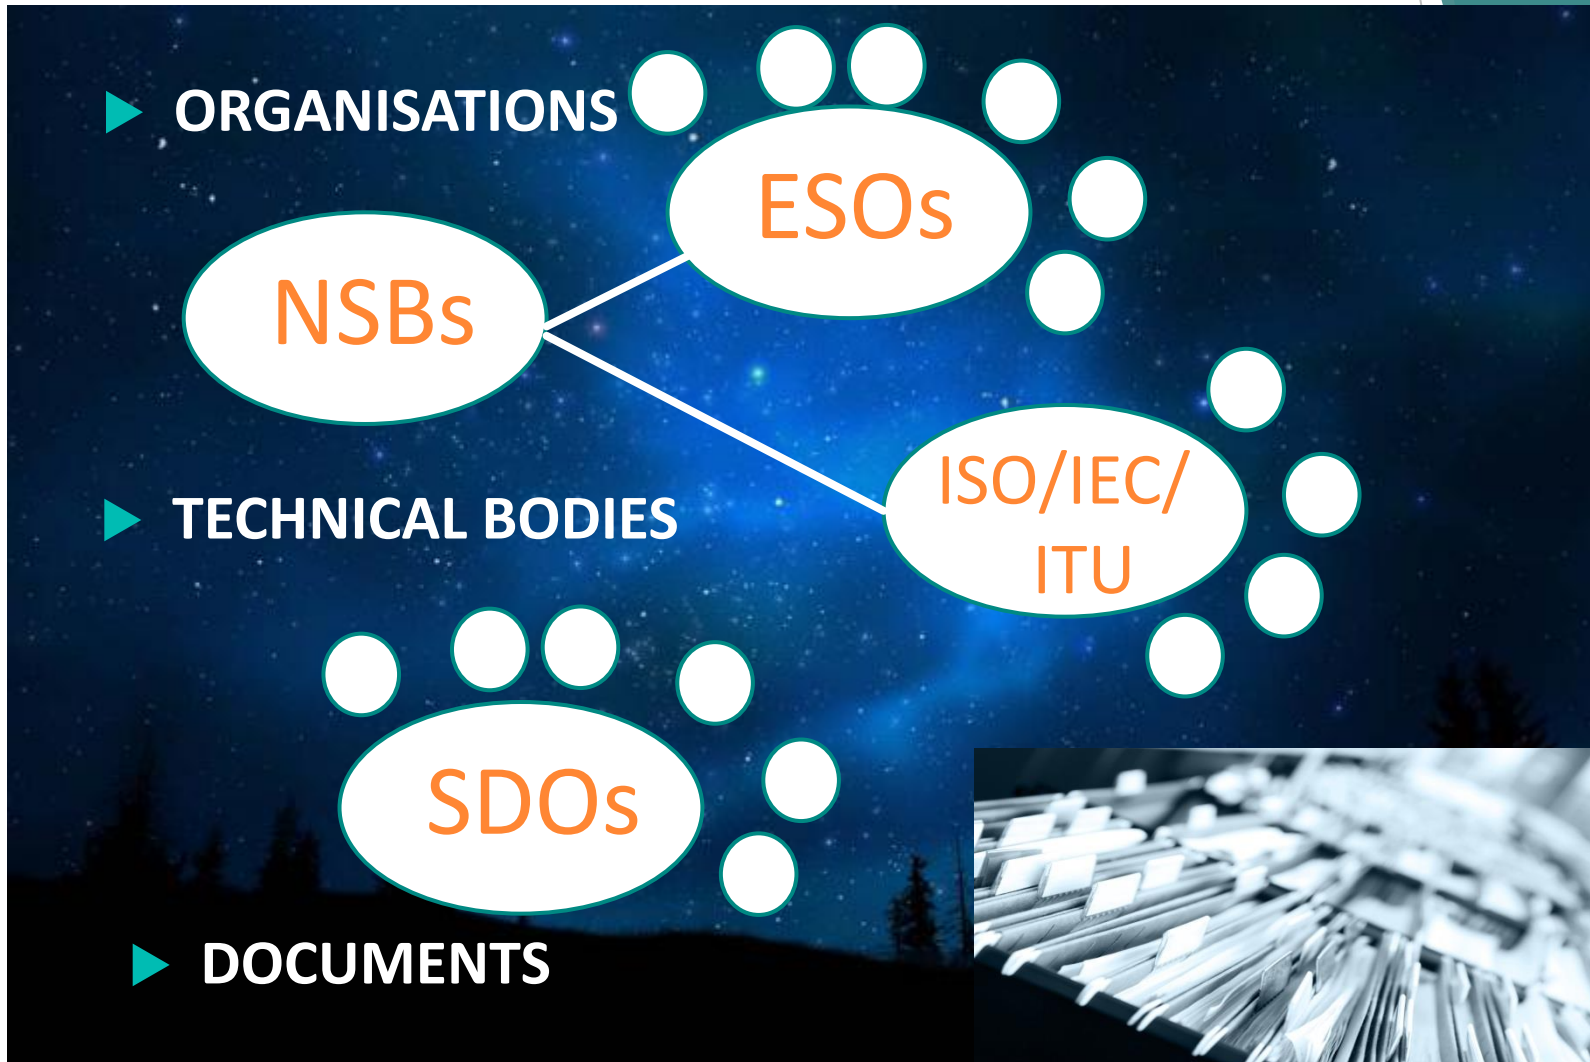 ORGANISATIONS
ESOs
NSBs
ISO/IEC/
ITU
TECHNICAL BODIES
SDOs
DOCUMENTS